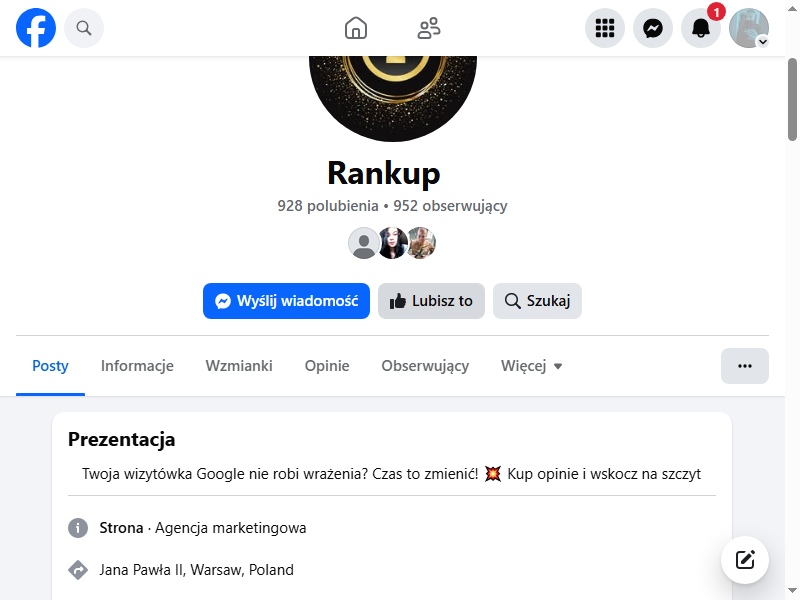 1
Rankup
928 polubienia • 952 obserwujący
Wyślij wiadomość
Lubisz to
Szukaj
Posty
Informacje
Wzmianki
Opinie
Obserwujący
Więcej
Prezentacja
Twoja wizytówka Google nie robi wrażenia? Czas to zmienić! 💥 Kup opinie i wskocz na szczyt
Strona · Agencja marketingowa
Jana Pawła II, Warsaw, Poland